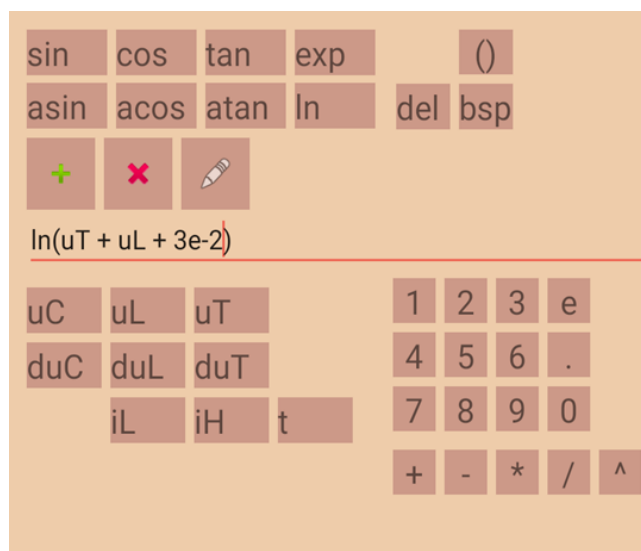 sin cos tan exp ()
asin acos atan ln del bsp
ln(uT + uL + 3e-2)
uC uL uT 1 2 3 e
duC duL duT 4 5 6 .
iL iH t 7 8 9 0
+ - * / ^